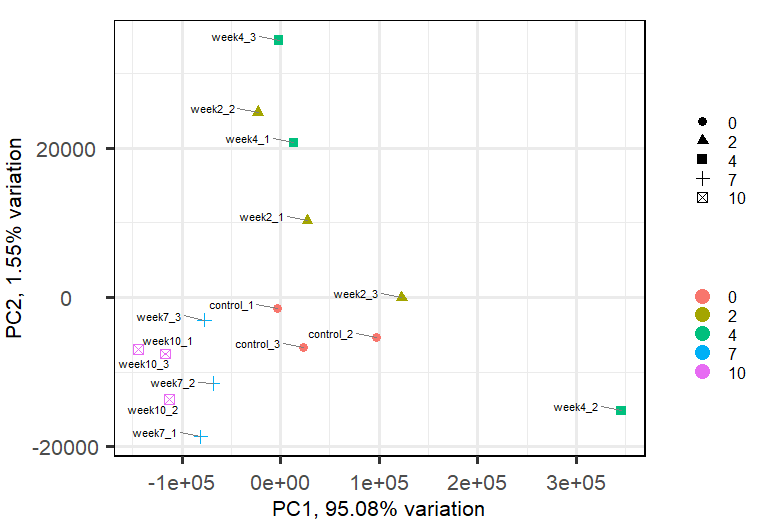 week4_3
week2_2
week4_1
20000
week2_1
week2_3
0
control_1
week7_3
control_2
week10_1
control_3
week10_3
week7_2
week4_2
week10_2
week7_1
-20000
-1e+05
0e+00
1e+05
2e+05
3e+05
PC1, 95.08% variation
PC2, 1.55% variation
0
2
4
7
10
0
2
4
7
10